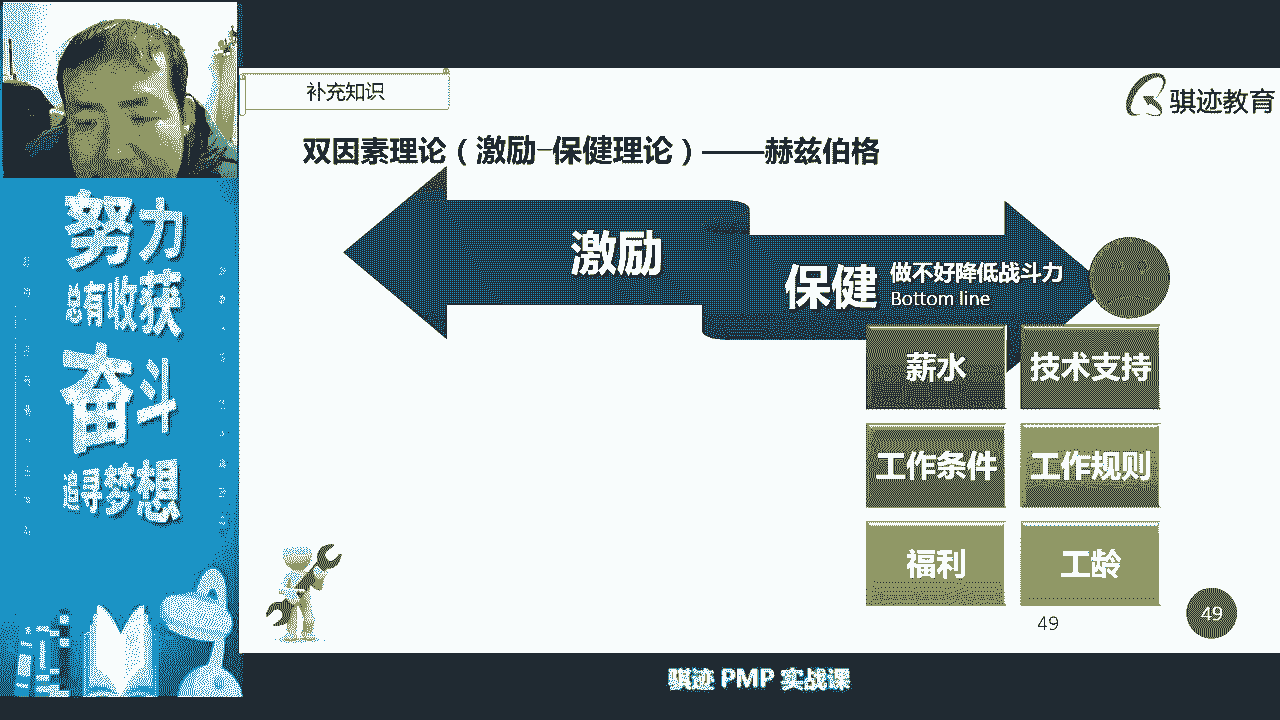 补充知识
骐迹教育
双因素理论（激励-保健理论）——赫兹伯格
激励
保健
做不好降低战斗力
Bottom line
薪水
技术支持
工作条件
工作规则
福利
工龄
49
49
努力
总有收获
奋斗
追寻梦想
骐迹 PMP 实战课